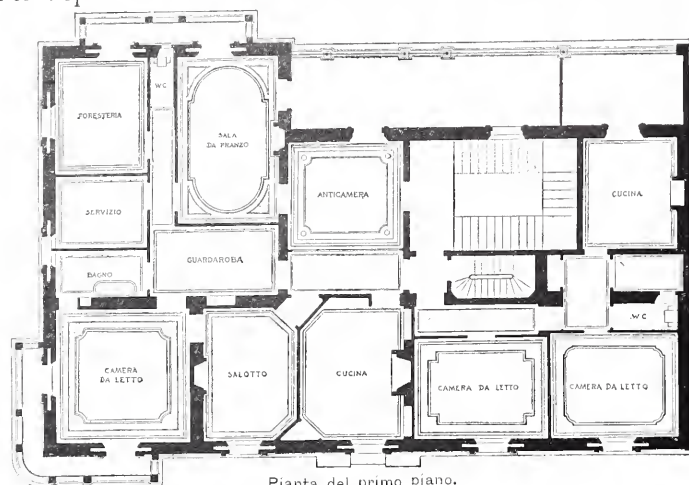 WC
FORESTERIA
SALA
DA PRANZO
SERVIZIO
ANTICAMERA
CUCINA
GUARDAROBA
BAGNO
W C
CAMERA
DA LETTO
SALOTTO
CUCINA
CAMERA DA LETTO
CAMERA DA LETTO
Pianta del primo piano.